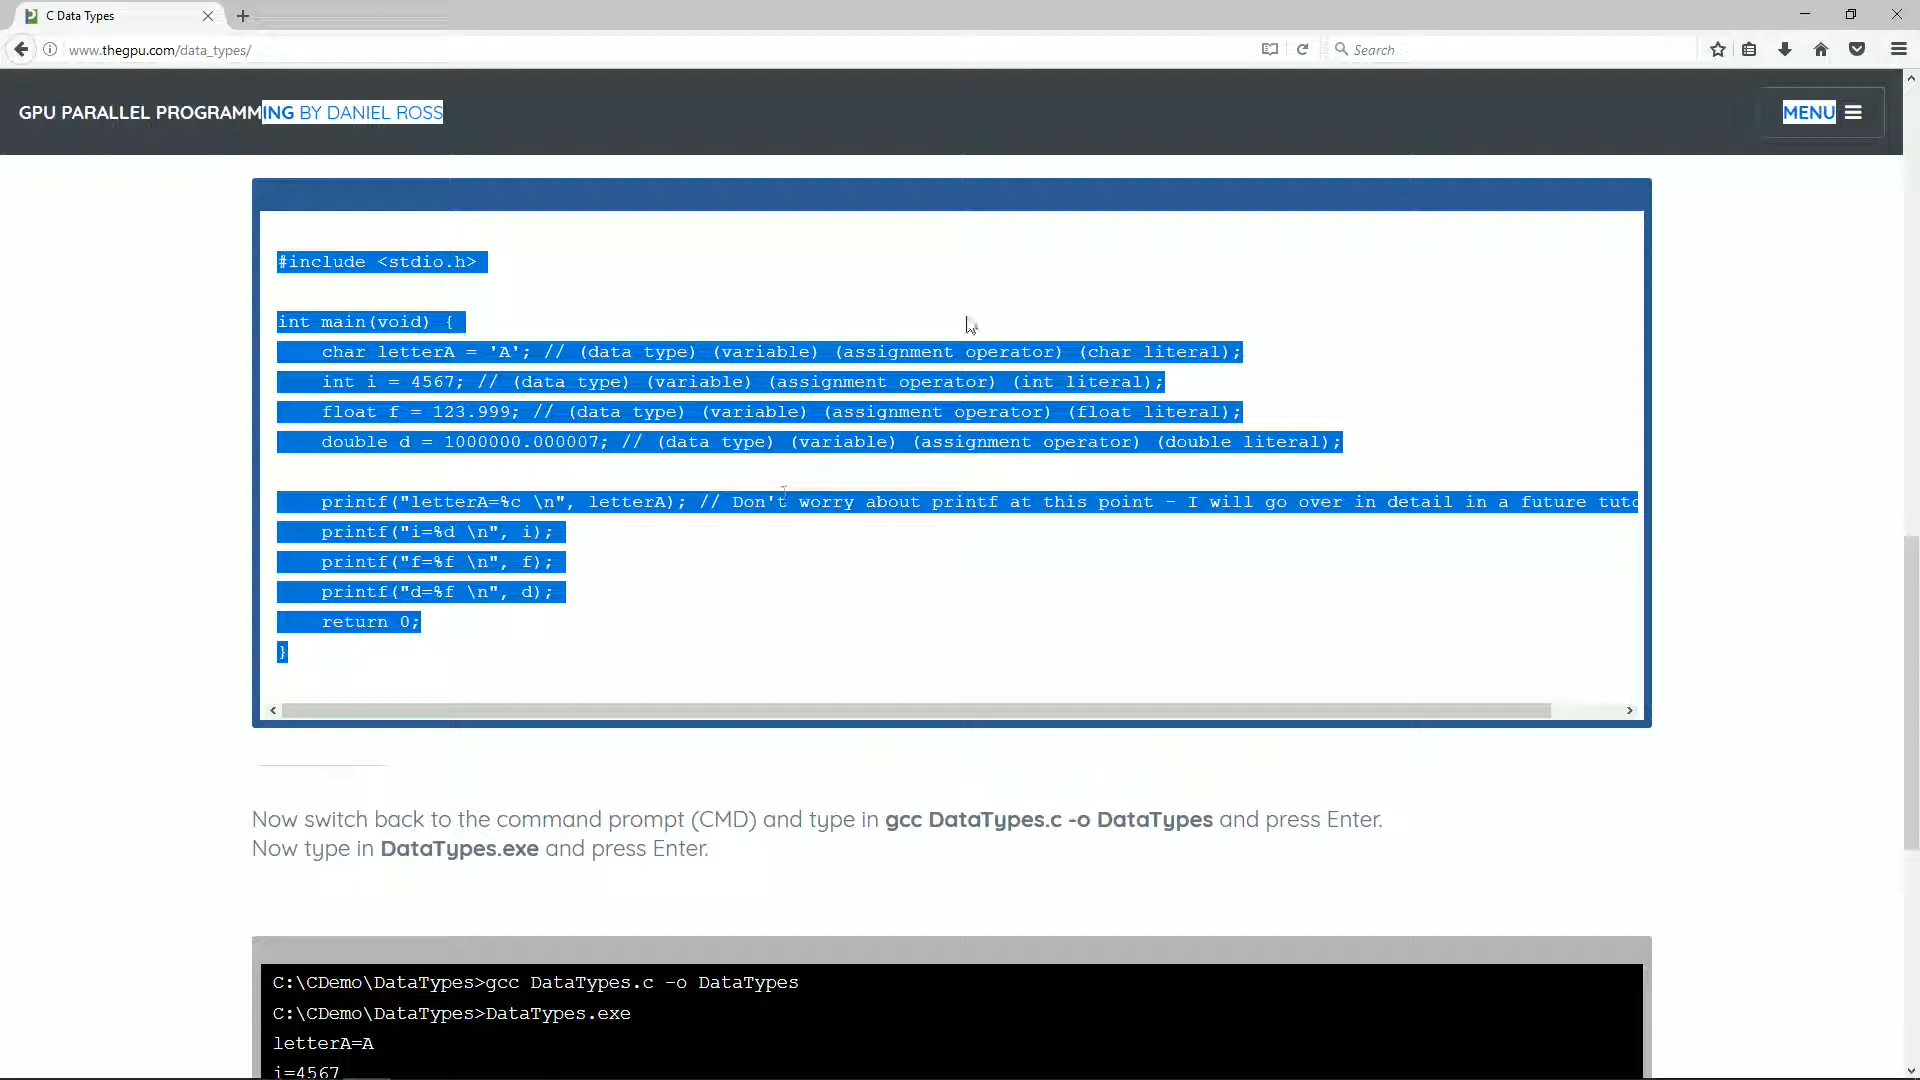 C Data Types
www.thegpu.com/data_types/
Search
GPU PARALLEL PROGRAMMING BY DANIEL ROSS
MENU
#include <stdio.h>
int main(void) {
char letterA = 'A'; // (data type) (variable) (assignment operator) (char literal);
int i = 4567; // (data type) (variable) (assignment operator) (int literal);
float f = 123.999; // (data type) (variable) (assignment operator) (float literal);
double d = 1000000.000007; // (data type) (variable) (assignment operator) (double literal);
printf("letterA=%c \n", letterA); // Don't worry about printf at this point - I will go over in detail in a future tuto
printf("i=%d \n", i);
printf("f=%f \n", f);
printf("d=%f \n", d);
return 0;
}
Now switch back to the command prompt (CMD) and type in gcc DataTypes.c -o DataTypes and press Enter.
Now type in DataTypes.exe and press Enter.
C:\CDemo\DataTypes>gcc DataTypes.c -o DataTypes
C:\CDemo\DataTypes>DataTypes.exe
letterA=A
i=4567